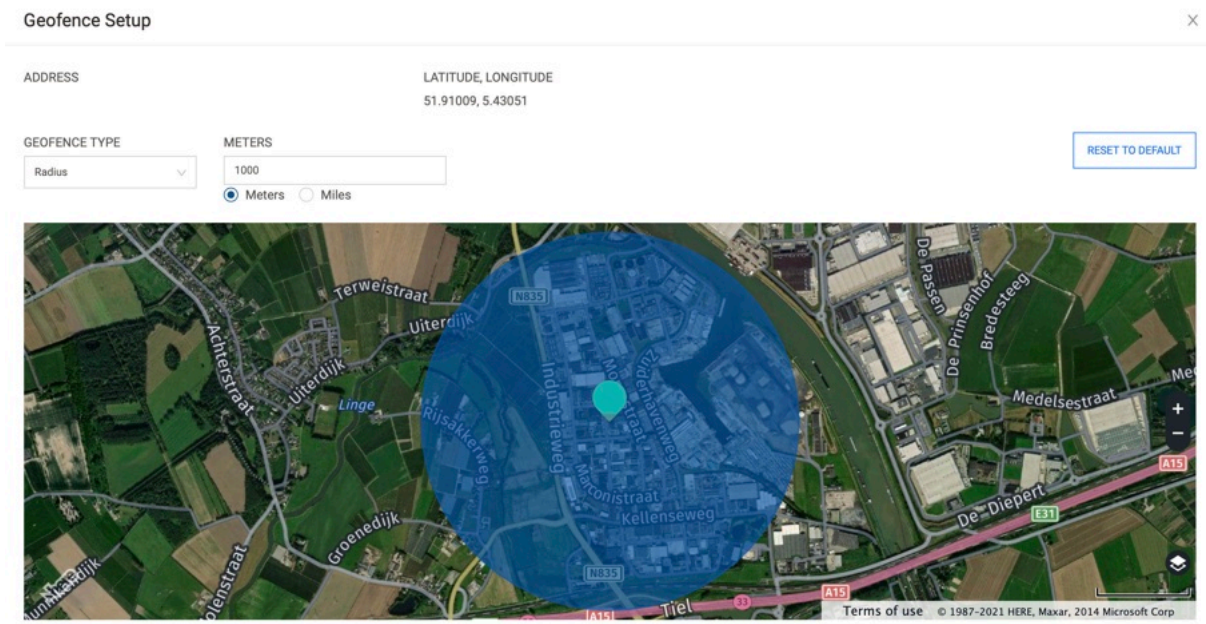 Geofence Setup
ADDRESS
LATITUDE, LONGITUDE
51.91009, 5.43051
GEOFENCE TYPE
METERS
RESET TO DEFAULT
Radius
1000
Meters
Miles
Terweistraat
N835
Uiterdijk
Achterstraat
Uiterdijk
Linge
Rijsakkerweg
Industrieweg
Zuiderhavenweg
straat
Marconistraat
Kellenseweg
Groenedijk
N835
A15
Tiel
33
A15
De Passen
De Prinsenhof
Bredesteeg
Medelsestraat
+
−
A15
De Diepert
E31
Terms of use © 1987-2021 HERE, Maxar, 2014 Microsoft Corp